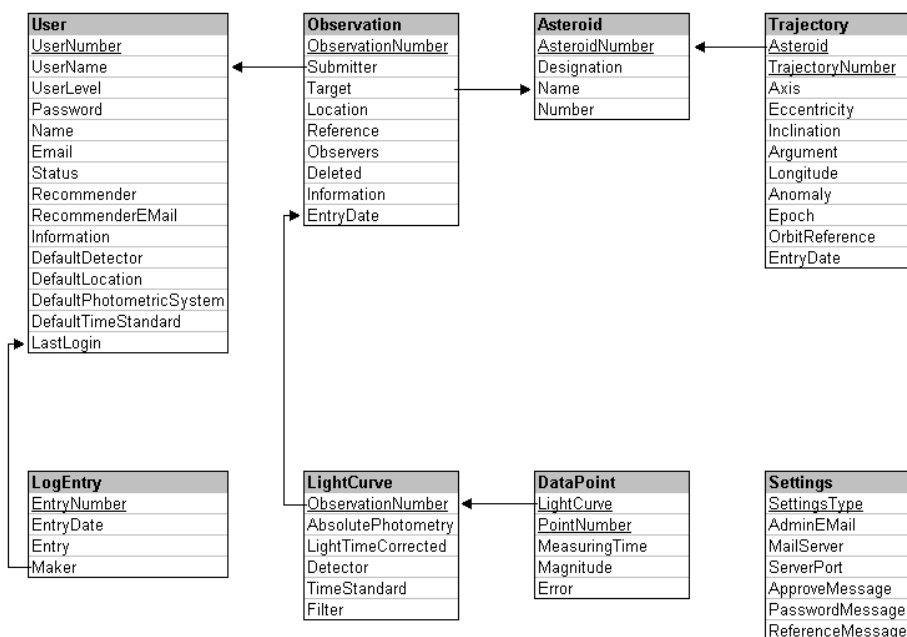 User
UserNumber
UserName
UserLevel
Password
Name
Email
Status
Recommender
RecommenderEMail
Information
DefaultDetector
DefaultLocation
DefaultPhotometricSystem
DefaultTimeStandard
LastLogin
Observation
ObservationNumber
Submitter
Target
Location
Reference
Observers
Deleted
Information
EntryDate
Asteroid
AsteroidNumber
Designation
Name
Number
Trajectory
Asteroid
TrajectoryNumber
Axis
Eccentricity
Inclination
Argument
Longitude
Anomaly
Epoch
OrbitReference
EntryDate
LogEntry
EntryNumber
EntryDate
Entry
Maker
LightCurve
ObservationNumber
AbsolutePhotometry
LightTimeCorrected
Detector
TimeStandard
Filter
DataPoint
LightCurve
PointNumber
MeasuringTime
Magnitude
Error
Settings
SettingsType
AdminEMail
MailServer
ServerPort
ApproveMessage
PasswordMessage
ReferenceMessage